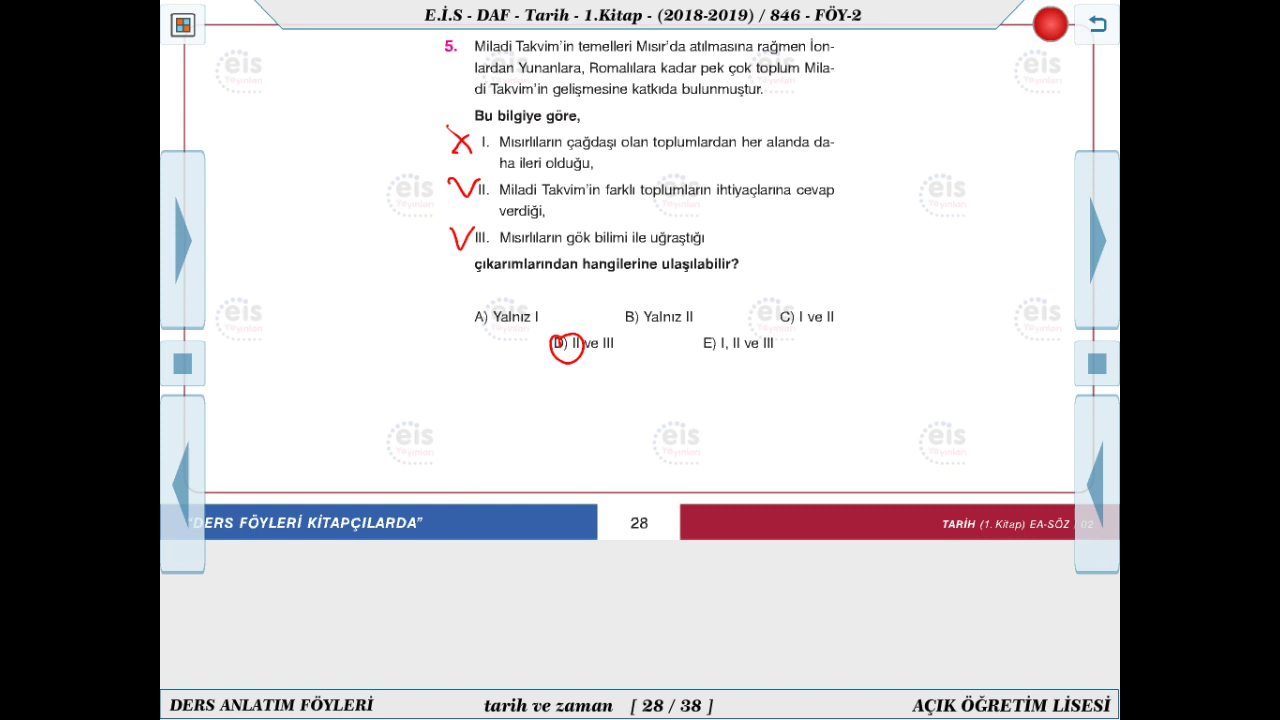 E.İ.S - DAF - Tarih - 1.Kitap - (2018-2019) / 846 - FÖY-2
5. Miladi Takvim'in temelleri Mısır'da atılmasına rağmen İon-
lardan Yunanlara, Romalılara kadar pek çok toplum Mila-
di Takvim'in gelişmesine katkıda bulunmuştur.
Bu bilgiye göre,
I. Mısırlıların çağdaşı olan toplumlardan her alanda da-
ha ileri olduğu,
II. Miladi Takvim'in farklı toplumların ihtiyaçlarına cevap
verdiği,
III. Mısırlıların gök bilimi ile uğraştığı
çıkarımlarından hangilerine ulaşılabilir?
A) Yalnız I B) Yalnız II C) I ve II
D) II ve III E) I, II ve III
eis Yayınları
"DERS FÖYLERİ KİTAPÇILARDA" 28 TARİH (1. Kitap) EA-SÖZ / 02
DERS ANLATIM FÖYLERİ tarih ve zaman [ 28 / 38 ] AÇIK ÖĞRETİM LİSESİ